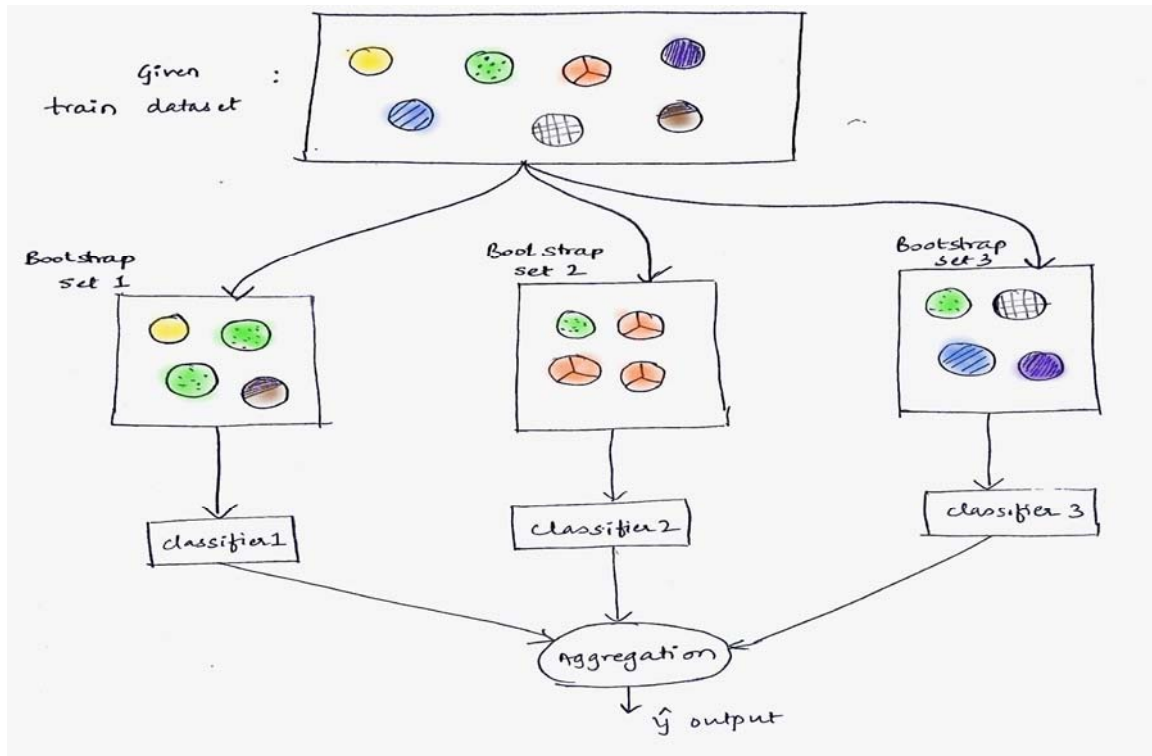 Given :
train dataset
Bootstrap
set 1
Bootstrap
set 2
Bootstrap
set 3
classifier1
classifier2
classifier 3
Aggregation
ŷ output